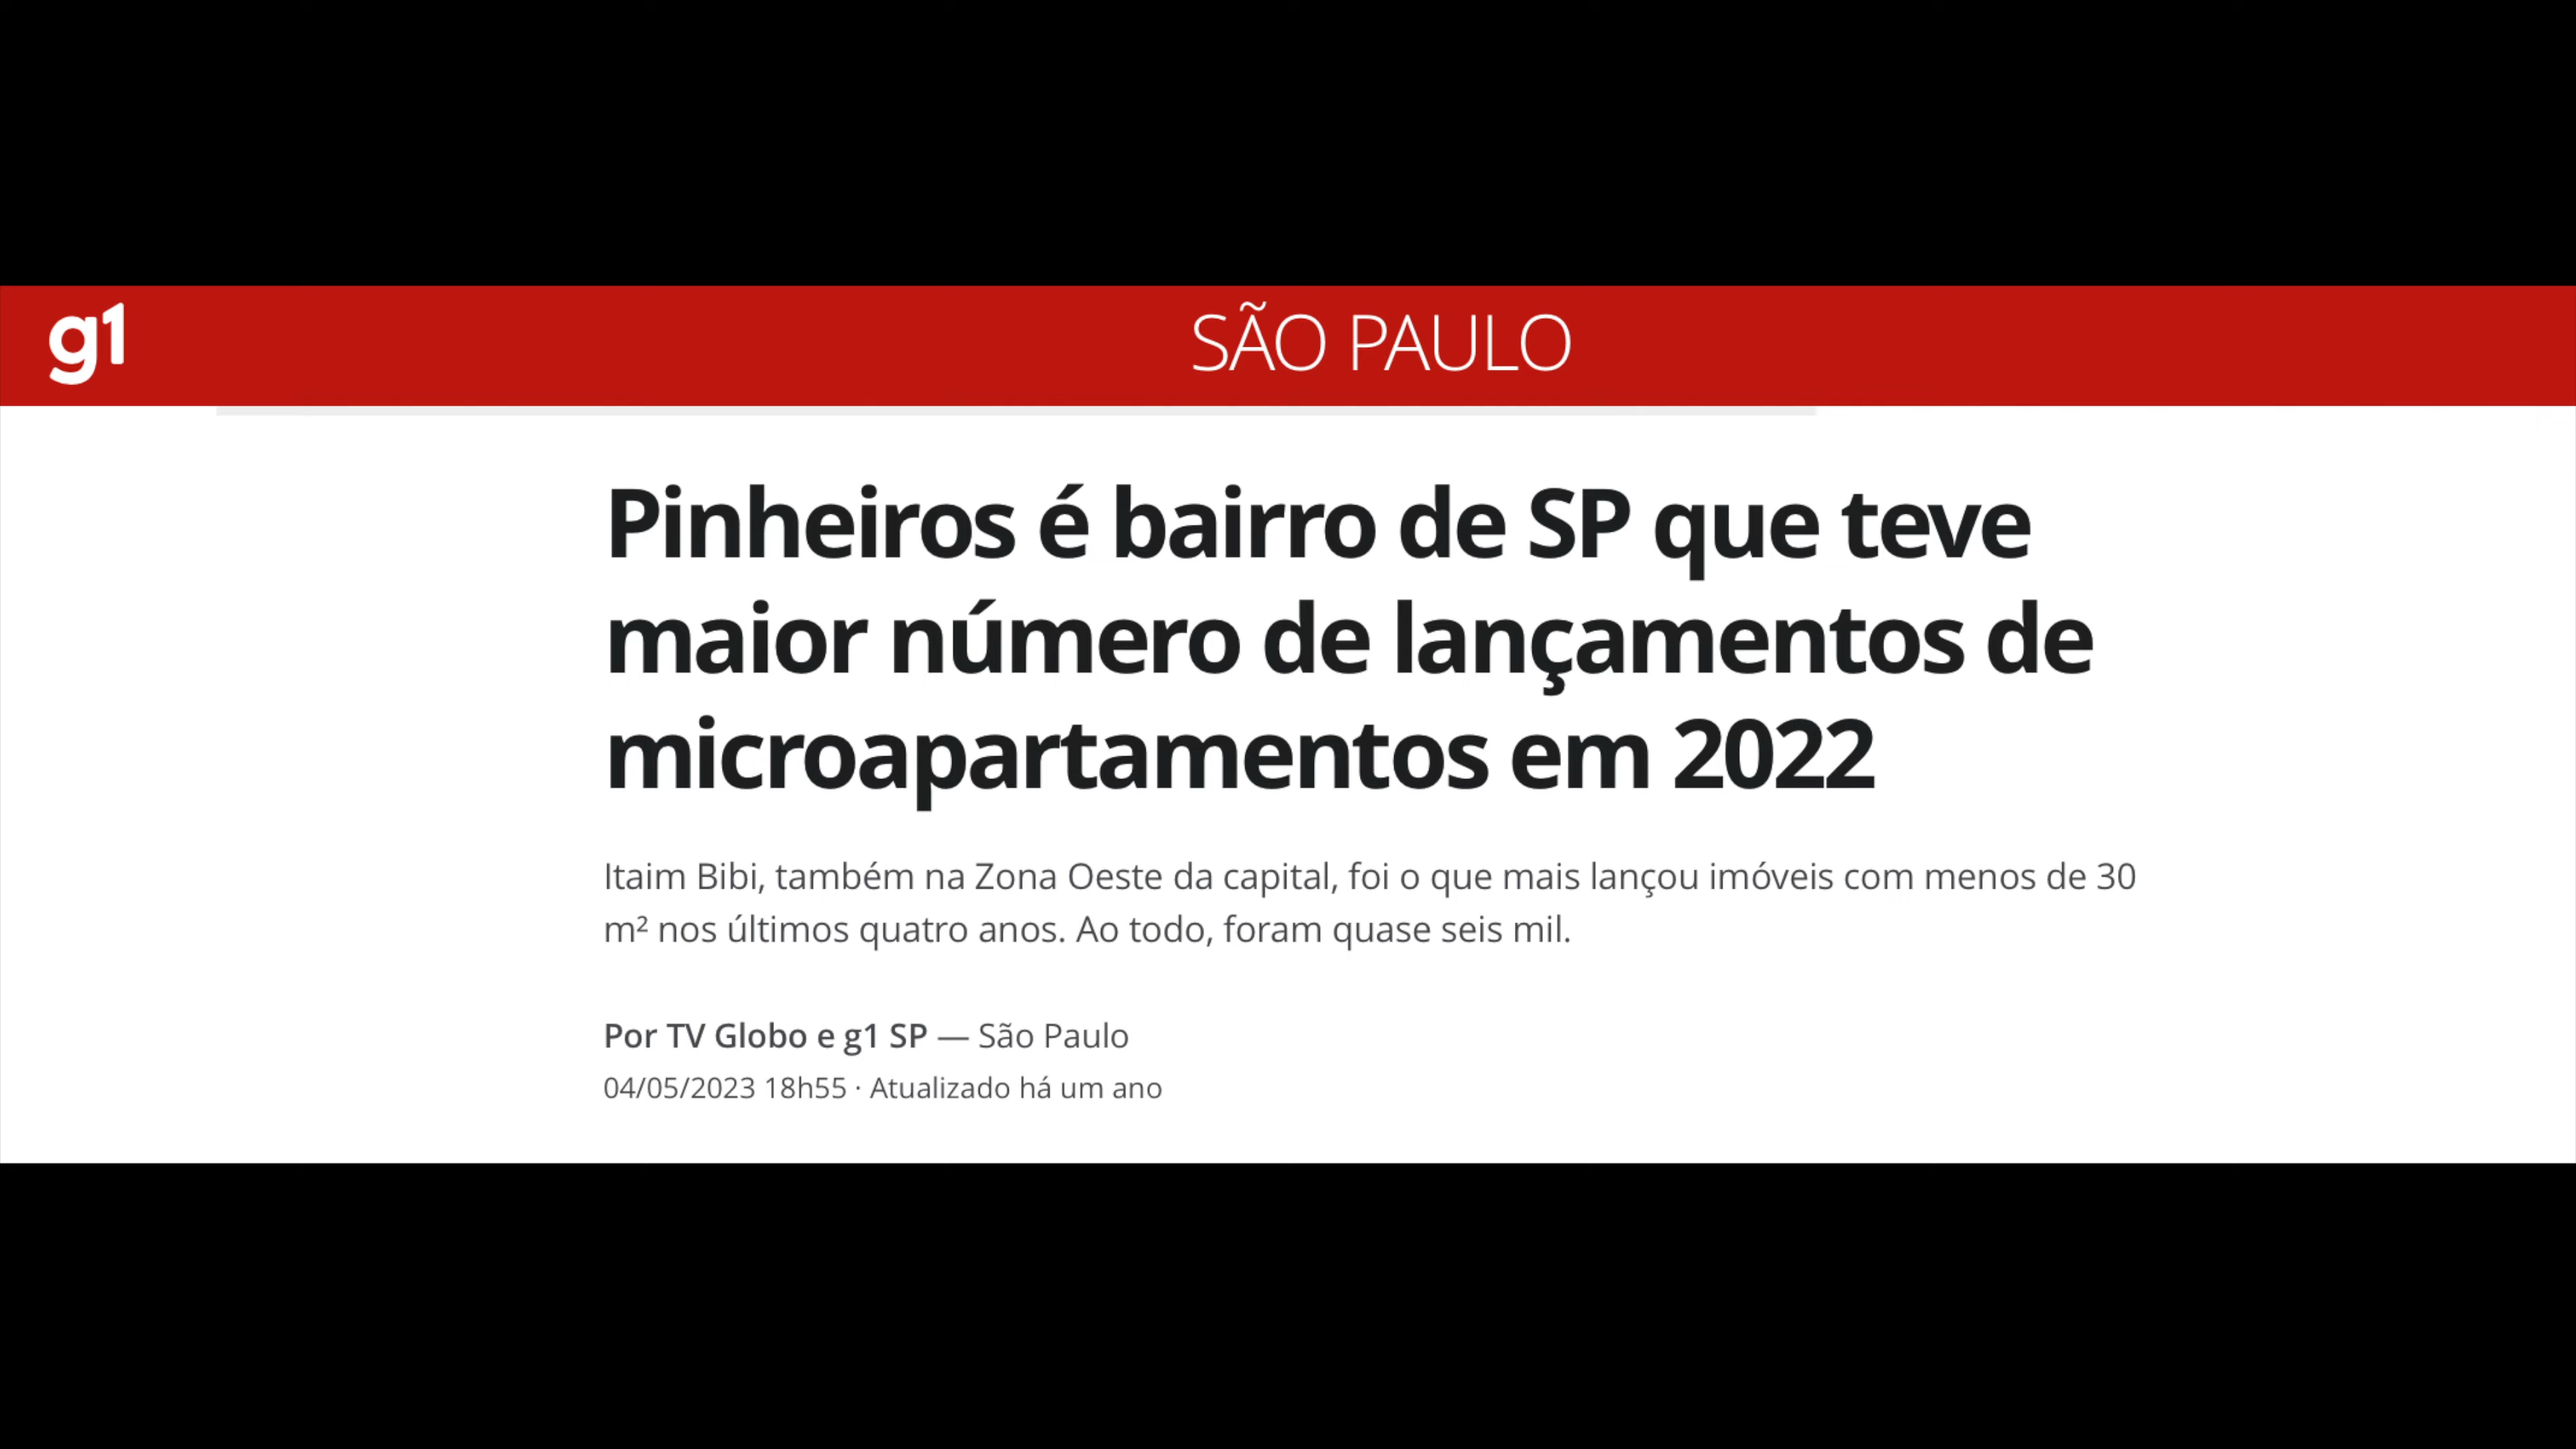 g1
SÃO PAULO
Pinheiros é bairro de SP que teve
maior número de lançamentos de
microapartamentos em 2022
Itaim Bibi, também na Zona Oeste da capital, foi o que mais lançou imóveis com menos de 30
m² nos últimos quatro anos. Ao todo, foram quase seis mil.
Por TV Globo e g1 SP — São Paulo
04/05/2023 18h55 · Atualizado há um ano